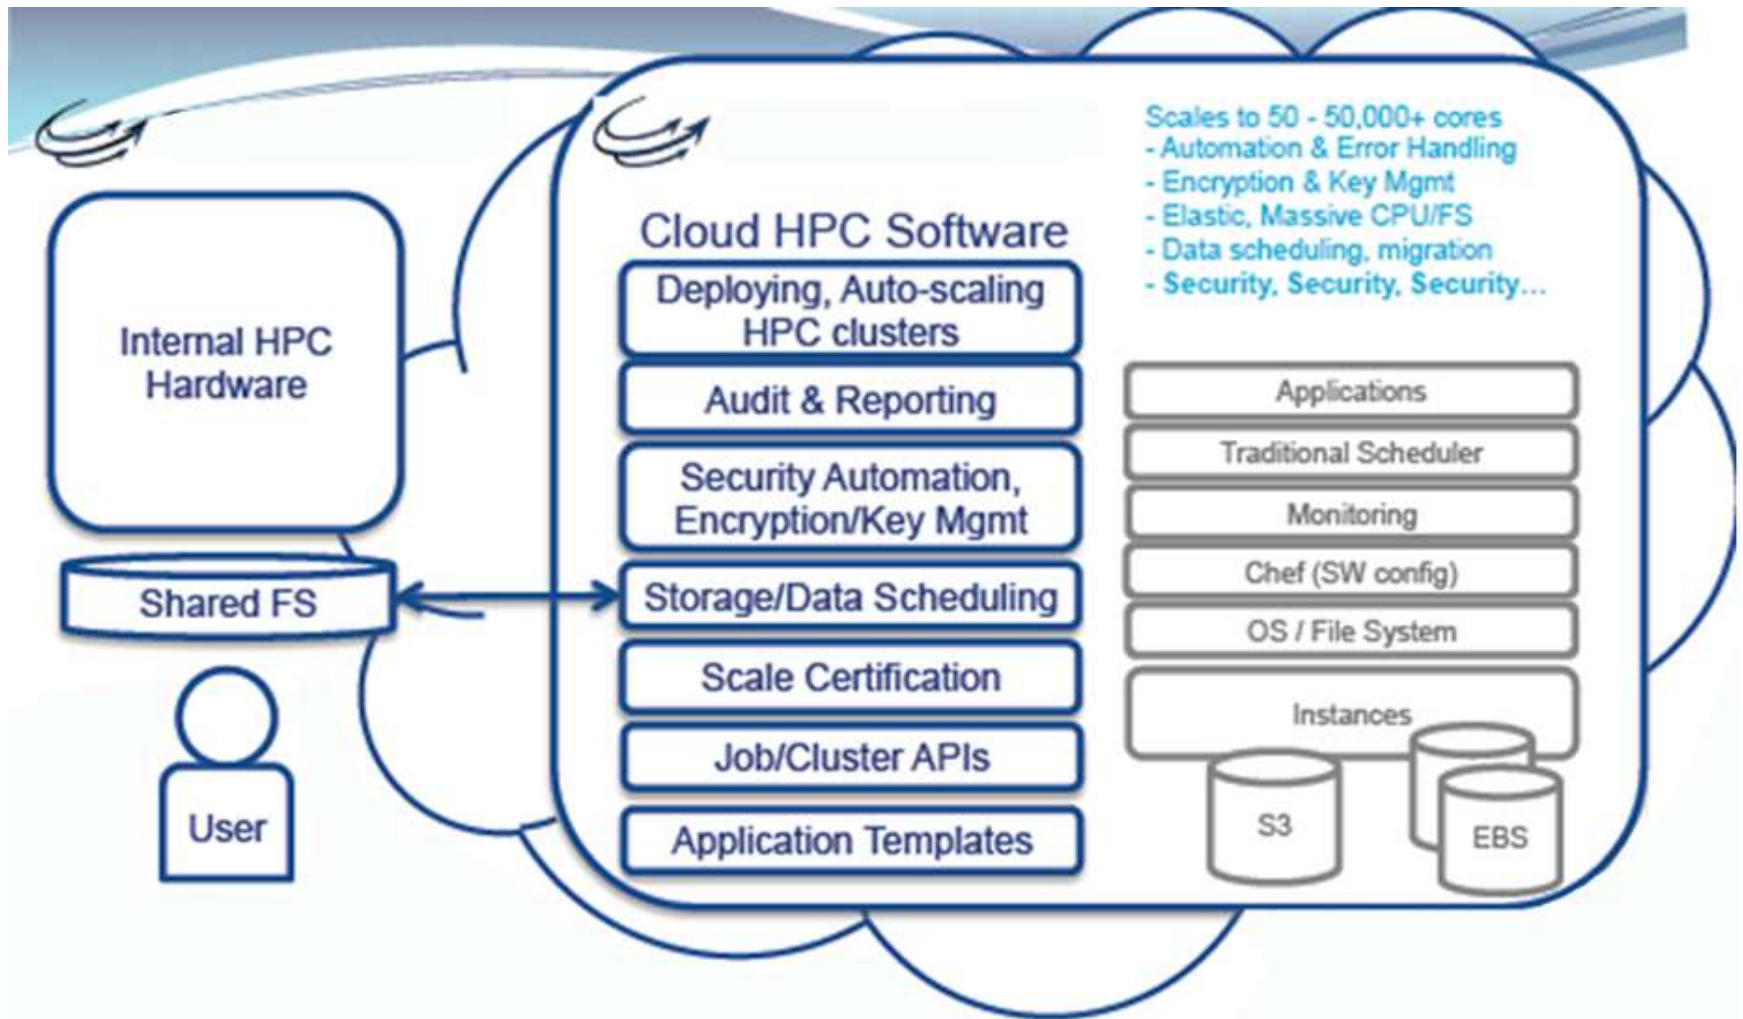 Internal HPC
Hardware
Shared FS
User
Cloud HPC Software
Deploying, Auto-scaling
HPC clusters
Audit & Reporting
Security Automation,
Encryption/Key Mgmt
Storage/Data Scheduling
Scale Certification
Job/Cluster APIs
Application Templates
Scales to 50 - 50,000+ cores
- Automation & Error Handling
- Encryption & Key Mgmt
- Elastic, Massive CPU/FS
- Data scheduling, migration
- Security, Security, Security...
Applications
Traditional Scheduler
Monitoring
Chef (SW config)
OS / File System
Instances
S3
EBS